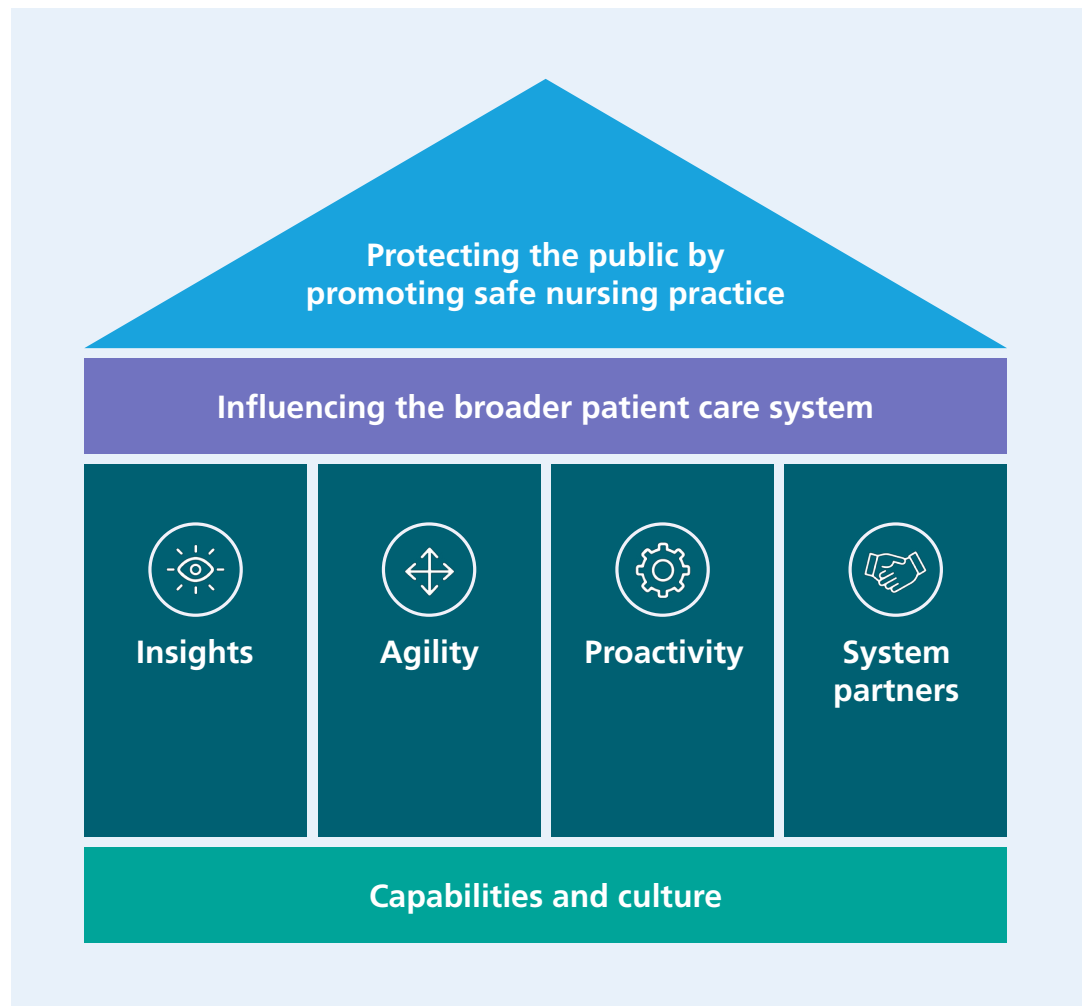 Protecting the public by
promoting safe nursing practice
Influencing the broader patient care system
Insights
Agility
Proactivity
System
partners
Capabilities and culture